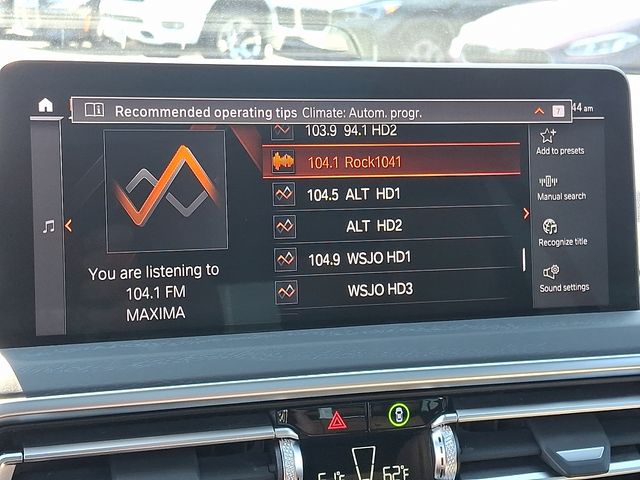 Recommended operating tips Climate: Autom. progr.
7
44 am
103.9 94.1 HD2
104.1 Rock1041
104.5 ALT HD1
ALT HD2
104.9 WSJO HD1
WSJO HD3
You are listening to
104.1 FM
MAXIMA
Add to presets
Manual search
Recognize title
Sound settings
62°F